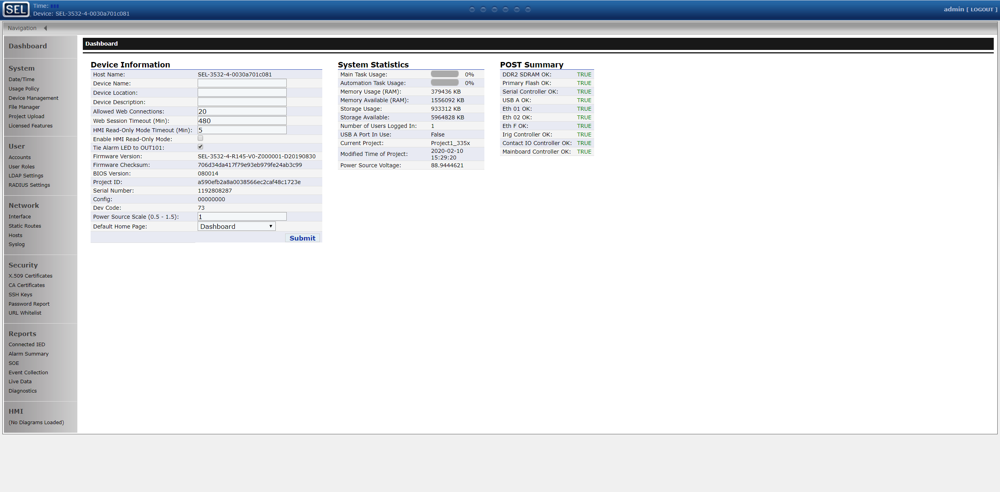 SEL
Time:
Device: SEL-3532-4-0030a701c081
admin [ LOGOUT ]
Navigation
Dashboard
System
Date/Time
Usage Policy
Device Management
File Manager
Project Upload
Licensed Features
User
Accounts
User Roles
LDAP Settings
RADIUS Settings
Network
Interface
Static Routes
Hosts
Syslog
Security
X.509 Certificates
CA Certificates
SSH Keys
Password Report
URL Whitelist
Reports
Connected IED
Alarm Summary
SOE
Event Collection
Live Data
Diagnostics
HMI
(No Diagrams Loaded)
Dashboard
Device Information
Host Name: SEL-3532-4-0030a701c081
Device Name:
Device Location:
Device Description:
Allowed Web Connections: 20
Web Session Timeout (Min): 480
HMI Read-Only Mode Timeout (Min): 5
Enable HMI Read-Only Mode:
Tie Alarm LED to OUT101:
Firmware Version: SEL-3532-4-R145-V0-Z000001-D20190830
Firmware Checksum: 706d34da417f79e93eb979fe24ab3c99
BIOS Version: 080014
Project ID: a590efb2a8a0038566ec2caf48c1723e
Serial Number: 1192808287
Config: 00000000
Dev Code: 73
Power Source Scale (0.5 - 1.5): 1
Default Home Page: Dashboard
Submit
System Statistics
Main Task Usage: 0%
Automation Task Usage: 0%
Memory Usage (RAM): 379436 KB
Memory Available (RAM): 1556092 KB
Storage Usage: 933312 KB
Storage Available: 5964828 KB
Number of Users Logged In: 1
USB A Port In Use: False
Current Project: Project1_335x
Modified Time of Project: 2020-02-10
15:29:20
Power Source Voltage: 88.9444621
POST Summary
DDR2 SDRAM OK: TRUE
Primary Flash OK: TRUE
Serial Controller OK: TRUE
USB A OK: TRUE
Eth 01 OK: TRUE
Eth 02 OK: TRUE
Eth F OK: TRUE
Irig Controller OK: TRUE
Contact IO Controller OK: TRUE
Mainboard Controller OK: TRUE